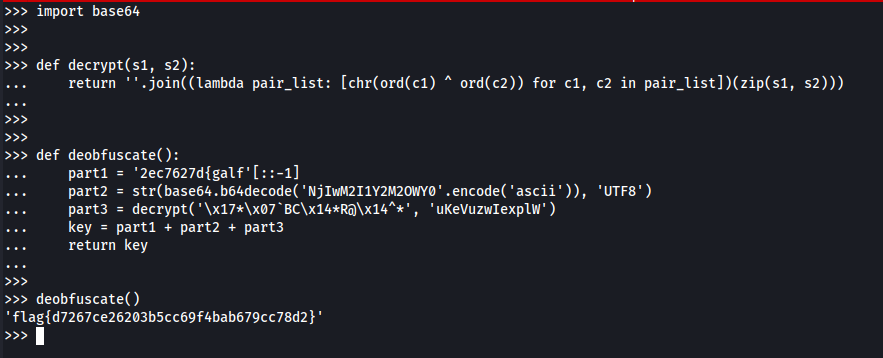 >>> import base64
>>>
>>>
>>> def decrypt(s1, s2):
...     return ''.join((lambda pair_list: [chr(ord(c1) ^ ord(c2)) for c1, c2 in pair_list])(zip(s1, s2)))
...
>>>
>>>
>>> def deobfuscate():
...     part1 = '2ec7627d{galf'[::-1]
...     part2 = str(base64.b64decode('NjIwM2I1Y2M2OWY0'.encode('ascii')), 'UTF8')
...     part3 = decrypt('\x17*\x07`BC\x14*R@\x14^*', 'uKeVuzwIexplW')
...     key = part1 + part2 + part3
...     return key
...
>>>
>>> deobfuscate()
'flag{d7267ce26203b5cc69f4bab679cc78d2}'
>>>